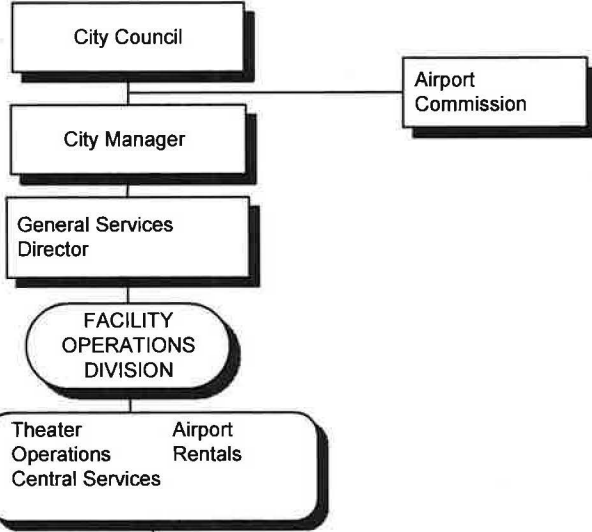 City Council
Airport
Commission
City Manager
General Services
Director
FACILITY
OPERATIONS
DIVISION
Theater Airport
Operations Rentals
Central Services